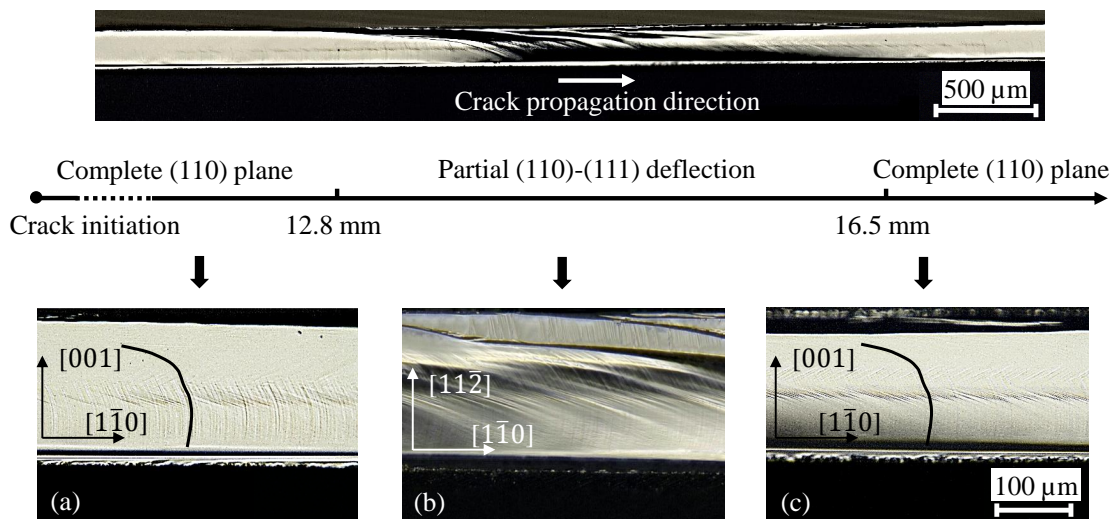 Crack propagation direction
500 µm
Complete (110) plane
Partial (110)-(111) deflection
Complete (110) plane
Crack initiation
12.8 mm
16.5 mm
[001]
[11̅0]
(a)
[112̅]
[11̅0]
(b)
[001]
[11̅0]
(c)
100 µm